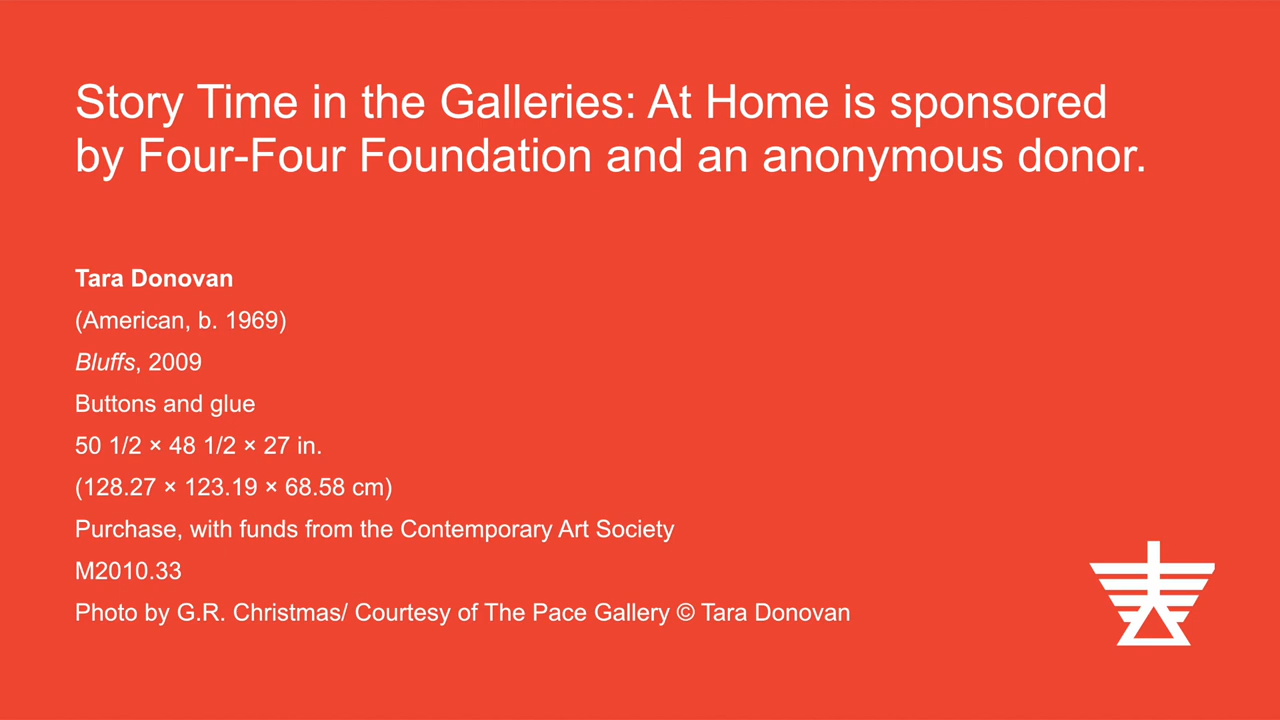 Story Time in the Galleries: At Home is sponsored
by Four-Four Foundation and an anonymous donor.
Tara Donovan
(American, b. 1969)
Bluffs, 2009
Buttons and glue
50 1/2 × 48 1/2 × 27 in.
(128.27 × 123.19 × 68.58 cm)
Purchase, with funds from the Contemporary Art Society
M2010.33
Photo by G.R. Christmas/ Courtesy of The Pace Gallery © Tara Donovan